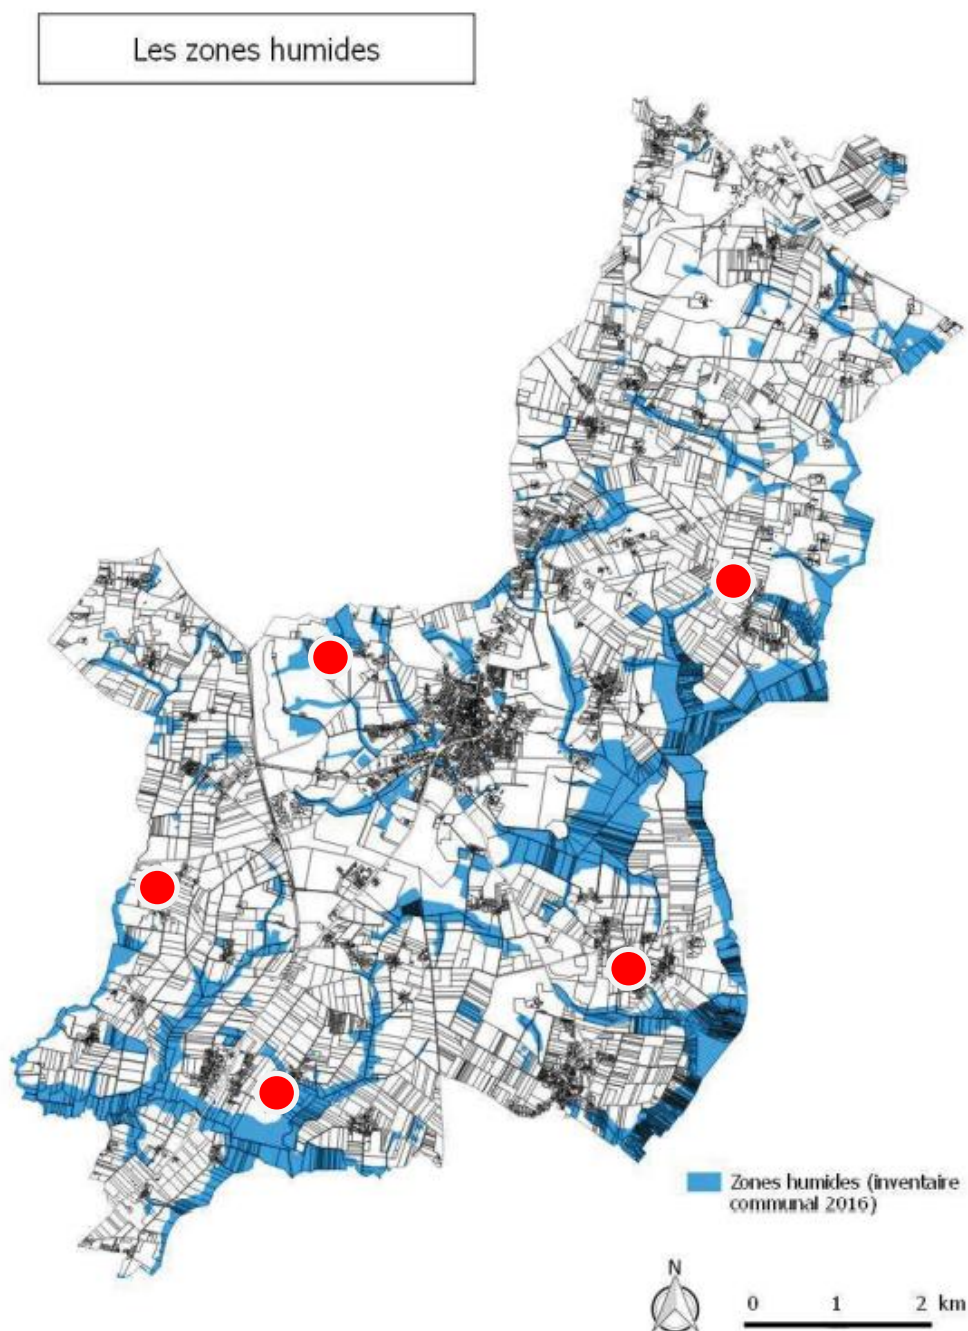 Les zones humides
Zones humides (inventaire
communal 2016)
N
0 1 2 km